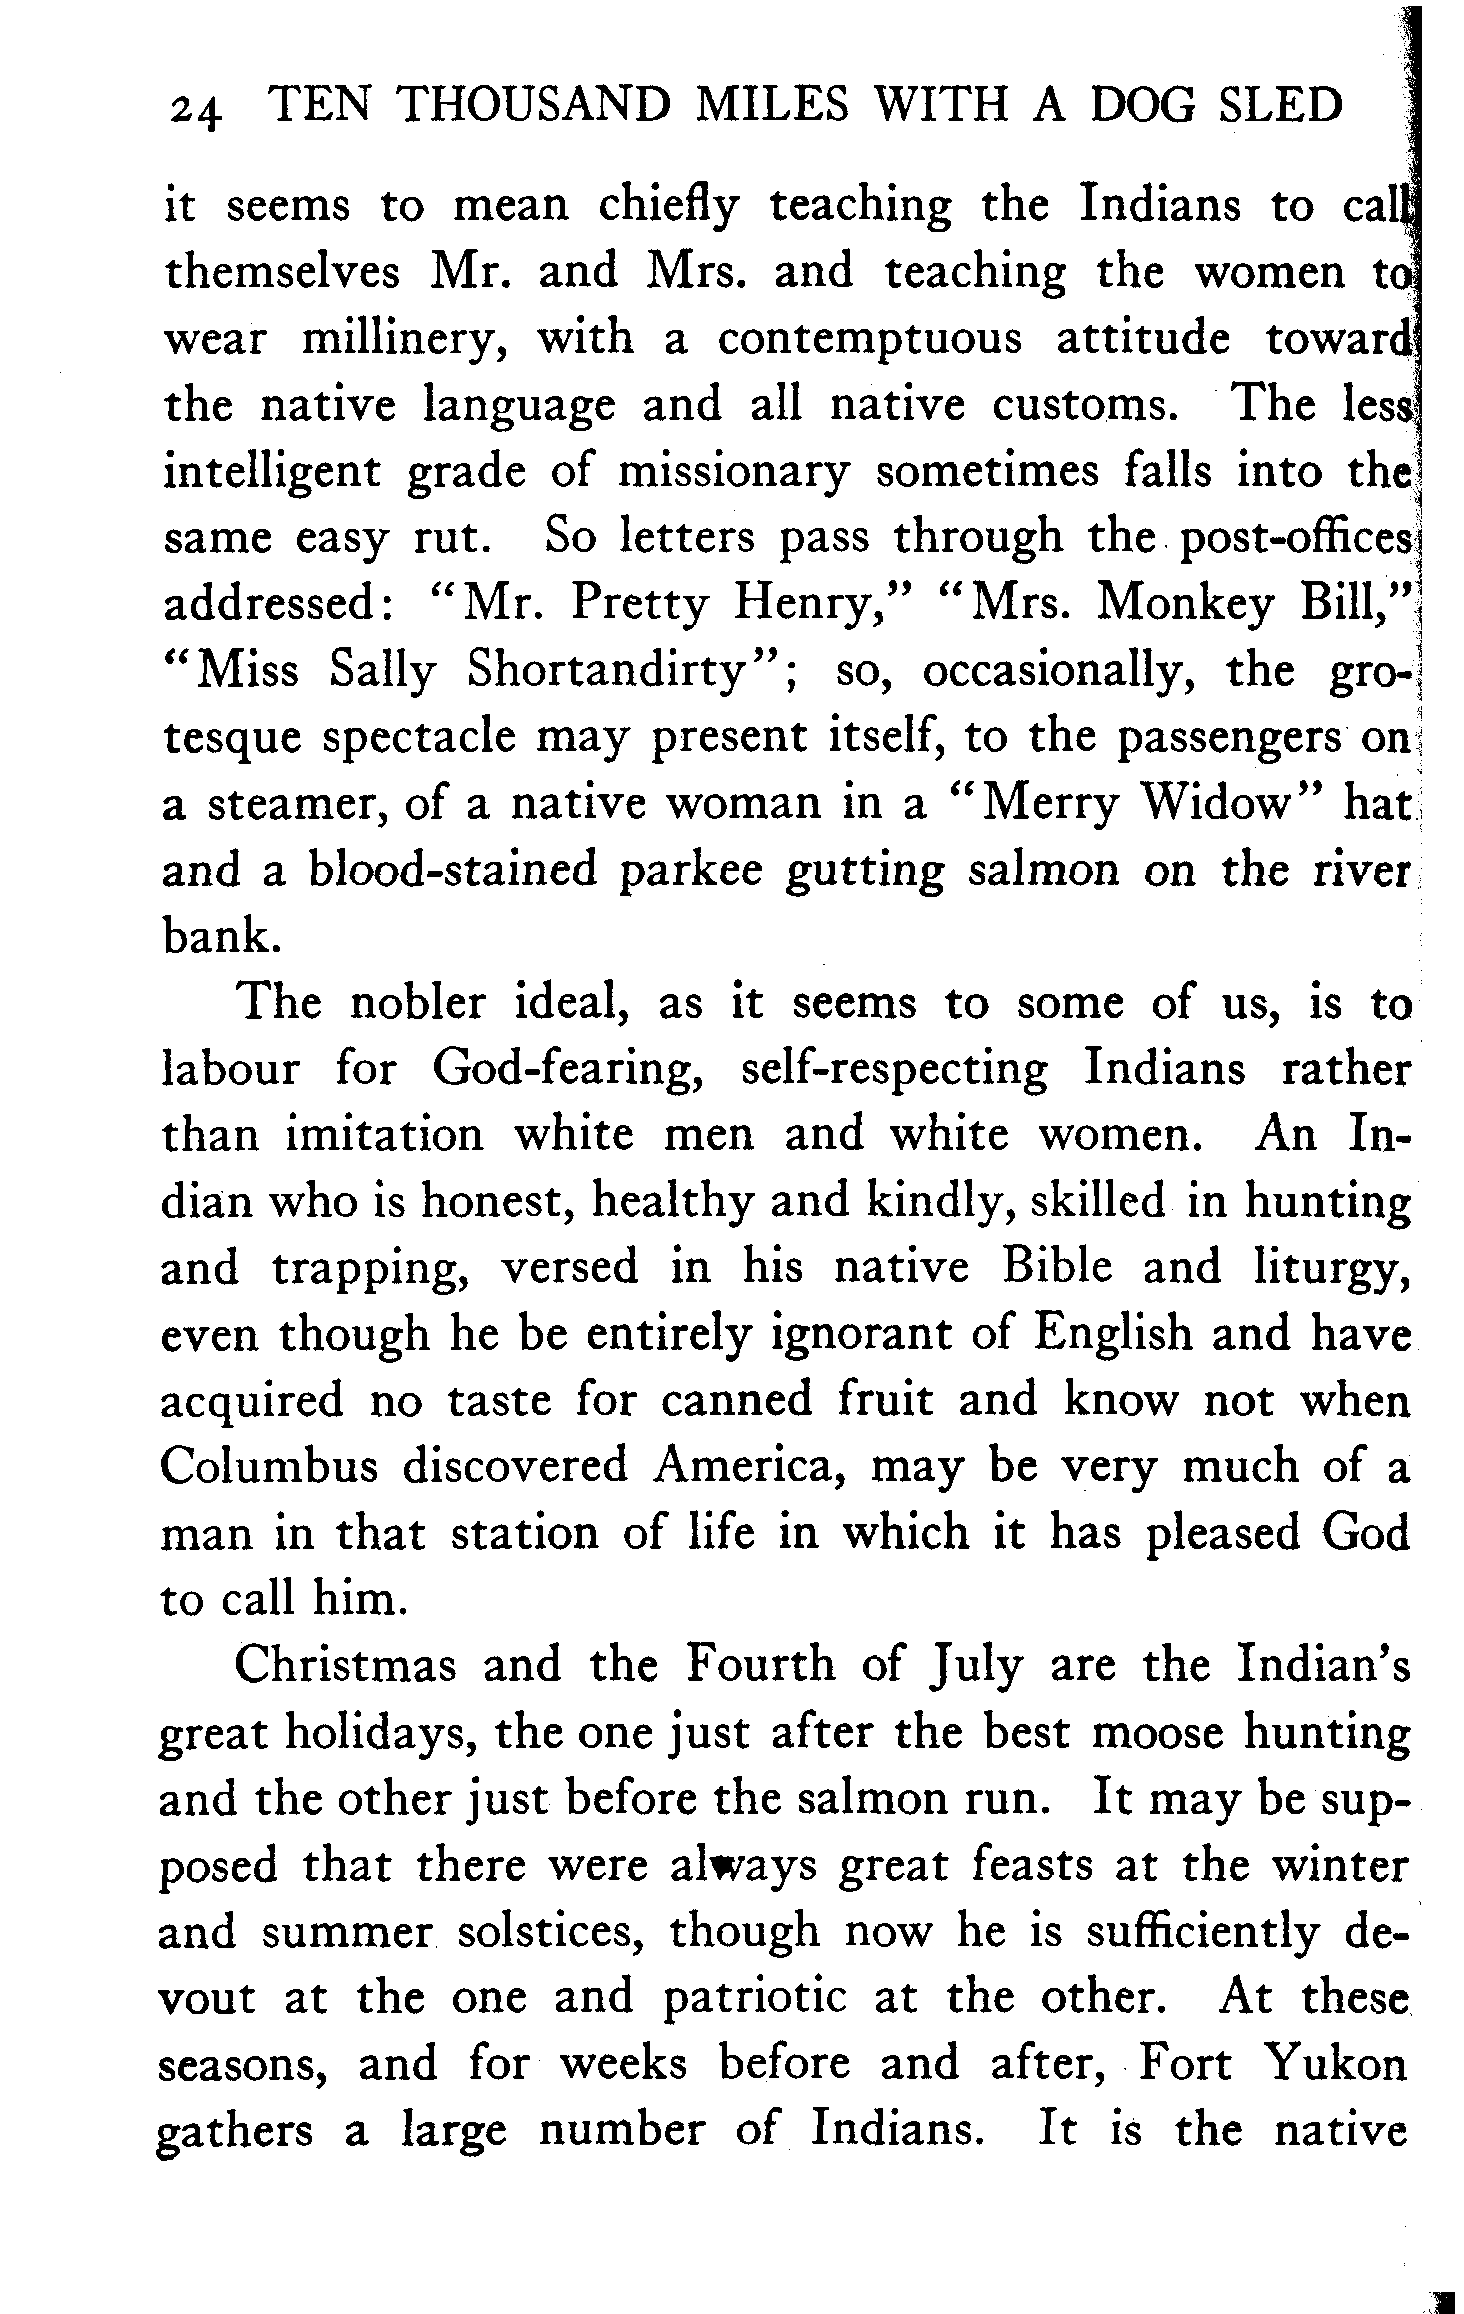 24 TEN THOUSAND MILES WITH A DOG SLED
it seems to mean chiefly teaching the Indians to call
themselves Mr. and Mrs. and teaching the women to
wear millinery, with a contemptuous attitude toward
the native language and all native customs. The less
intelligent grade of missionary sometimes falls into the
same easy rut. So letters pass through the post-offices
addressed: “Mr. Pretty Henry,” “Mrs. Monkey Bill,”
“Miss Sally Shortandirty”; so, occasionally, the gro-
tesque spectacle may present itself, to the passengers on
a steamer, of a native woman in a “Merry Widow” hat
and a blood-stained parkee gutting salmon on the river
bank.
The nobler ideal, as it seems to some of us, is to
labour for God-fearing, self-respecting Indians rather
than imitation white men and white women. An In-
dian who is honest, healthy and kindly, skilled in hunting
and trapping, versed in his native Bible and liturgy,
even though he be entirely ignorant of English and have
acquired no taste for canned fruit and know not when
Columbus discovered America, may be very much of a
man in that station of life in which it has pleased God
to call him.
Christmas and the Fourth of July are the Indian’s
great holidays, the one just after the best moose hunting
and the other just before the salmon run. It may be sup-
posed that there were always great feasts at the winter
and summer solstices, though now he is sufficiently de-
vout at the one and patriotic at the other. At these
seasons, and for weeks before and after, Fort Yukon
gathers a large number of Indians. It is the native